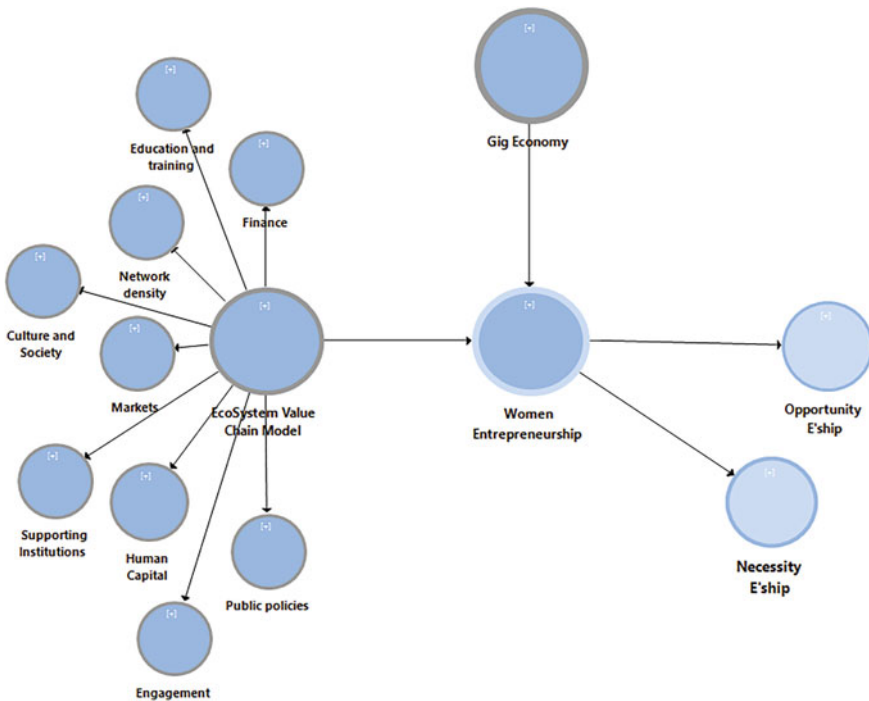 [+]
Education and
training
[+]
Finance
[+]
Gig Economy
[+]
Network
density
[+]
Culture and
Society
[+]
Markets
[+]
EcoSystem Value
Chain Model
[+]
Women
Entrepreneurship
[+]
Opportunity
E'ship
[+]
Necessity
E'ship
[+]
Supporting
Institutions
[+]
Human
Capital
[+]
Public policies
[+]
Engagement